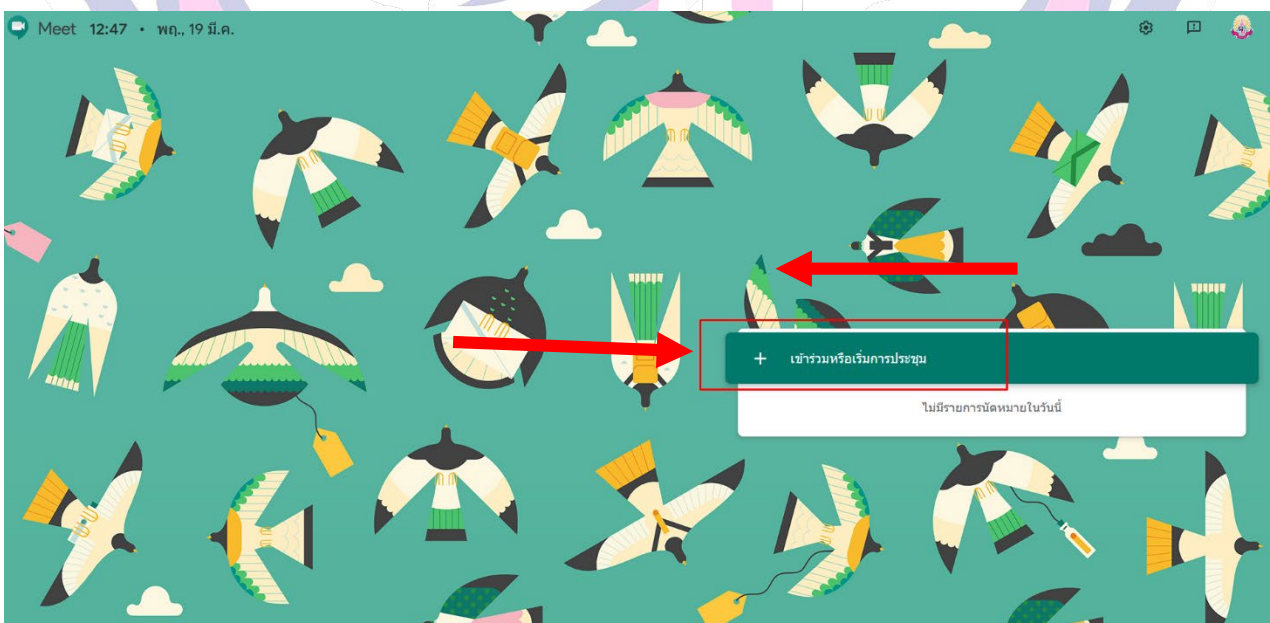 Meet 12:47 • พฤ., 19 มี.ค.
+ เข้าร่วมหรือเริ่มการประชุม
ไม่มีรายการนัดหมายในวันนี้